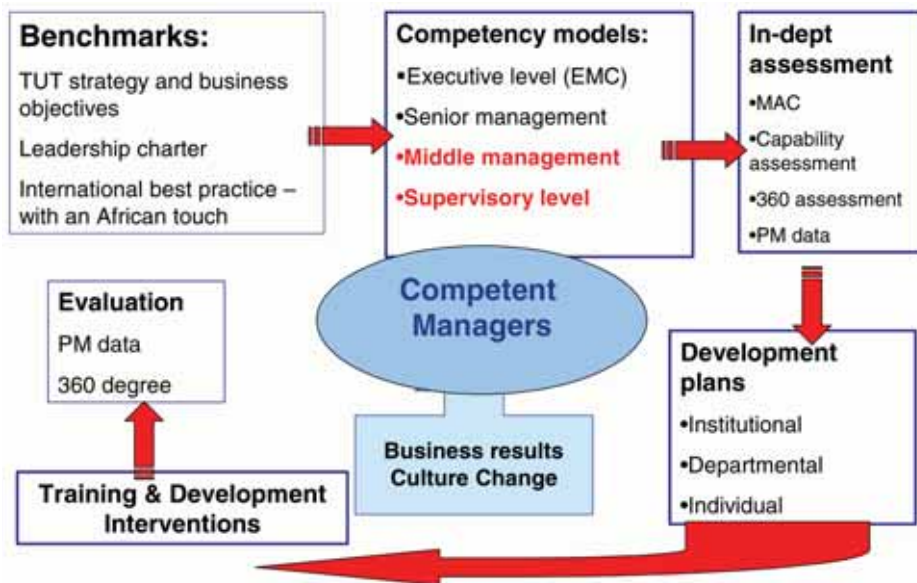 Benchmarks:
TUT strategy and business
objectives
Leadership charter
International best practice –
with an African touch
Competency models:
•Executive level (EMC)
•Senior management
•Middle management
•Supervisory level
In-dept
assessment
•MAC
•Capability
assessment
•360 assessment
•PM data
Competent
Managers
Business results
Culture Change
Development
plans
•Institutional
•Departmental
•Individual
Training & Development
Interventions
Evaluation
PM data
360 degree